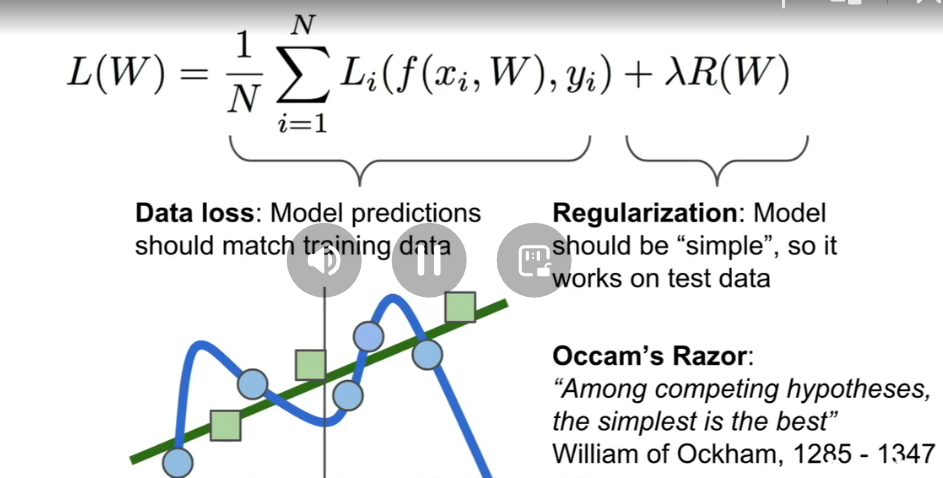 L(W) = \frac{1}{N} \sum_{i=1}^{N} L_i(f(x_i, W), y_i) + λR(W)
Data loss: Model predictions
should match training data
Regularization: Model
should be “simple”, so it
works on test data
Occam’s Razor:
“Among competing hypotheses,
the simplest is the best”
William of Ockham, 1285 - 1347